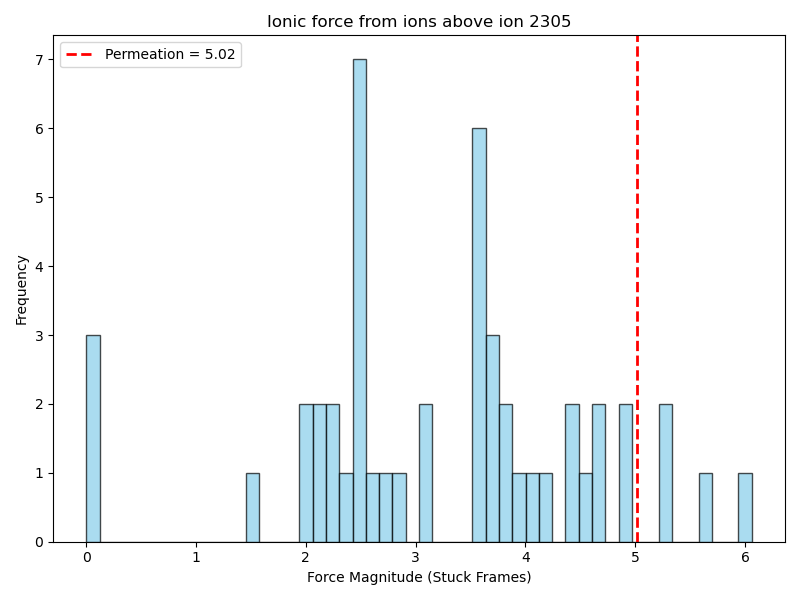 Ionic force from ions above ion 2305
Permeation = 5.02
7
6
5
4
3
2
1
0
Frequency
0 1 2 3 4 5 6
Force Magnitude (Stuck Frames)